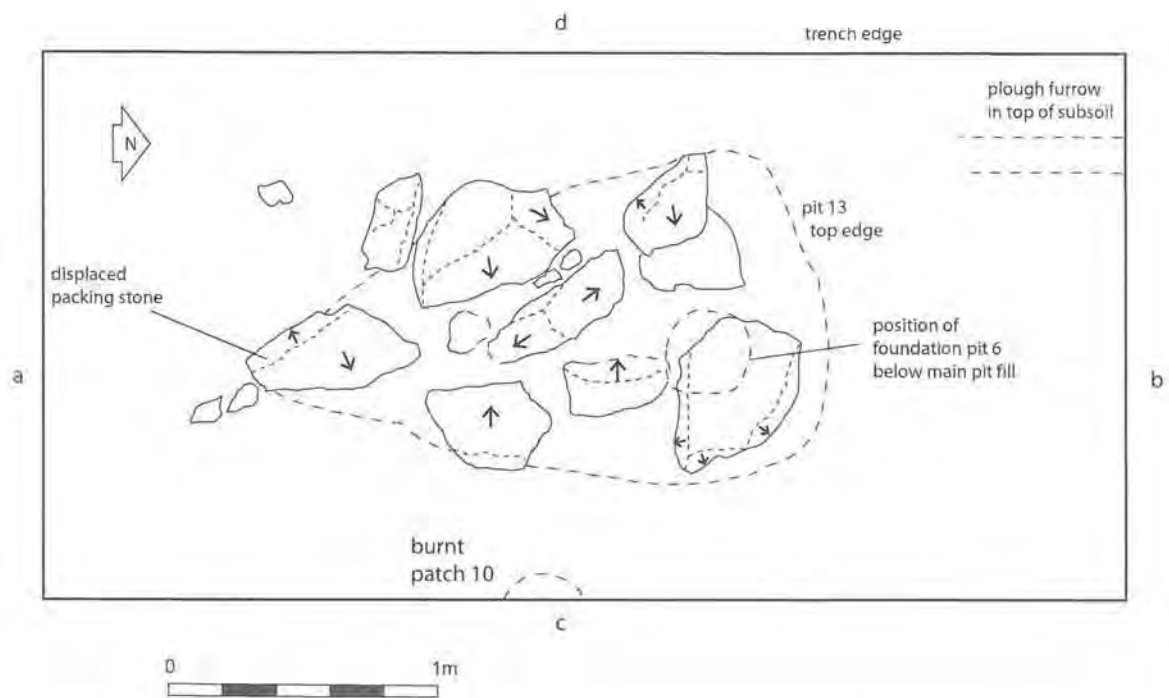 d
trench edge
plough furrow
in top of subsoil
N
pit 13
top edge
displaced
packing stone
position of
foundation pit 6
below main pit fill
a
b
burnt
patch 10
c
0
1m